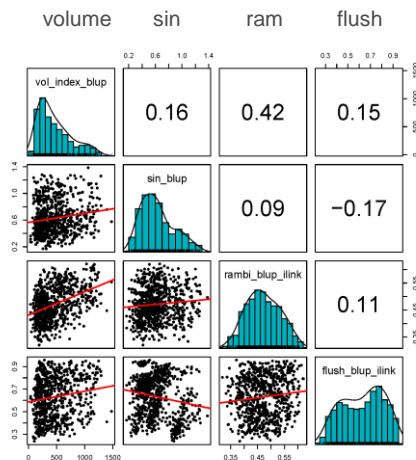 volume sin ram flush
0.2 0.6 1.0 1.4 0.3 0.5 0.7 0.9
vol_index_blup
0.16 0.42 0.15
0 500 1500
0.2 0.6 1.0 1.4
sin_blup
0.09 −0.17
rambi_blup_ilink
0.11
0.35 0.45 0.55
0.3 0.5 0.7 0.9
flush_blup_ilink
0 500 1000 1500 0.35 0.45 0.55